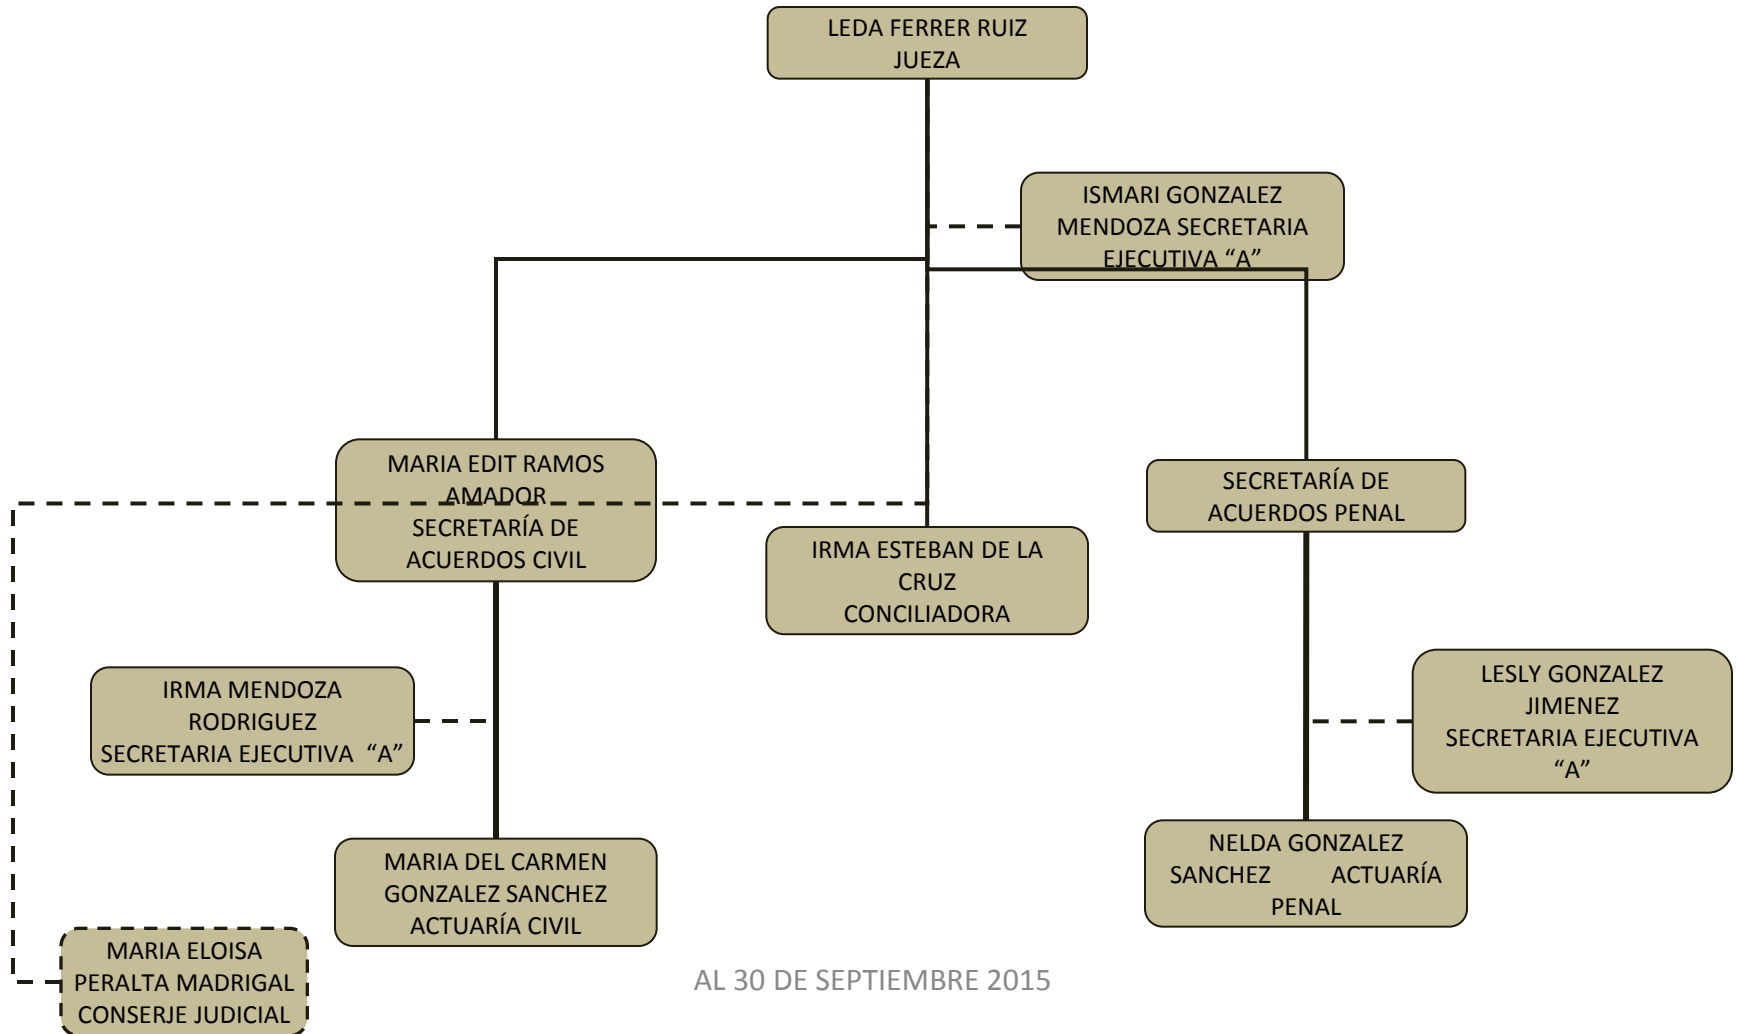 LEDA FERRER RUIZ
JUEZA
ISMARI GONZALEZ
MENDOZA SECRETARIA
EJECUTIVA “A”
MARIA EDIT RAMOS
AMADOR
SECRETARÍA DE
ACUERDOS CIVIL
IRMA ESTEBAN DE LA
CRUZ
CONCILIADORA
SECRETARÍA DE
ACUERDOS PENAL
IRMA MENDOZA
RODRIGUEZ
SECRETARIA EJECUTIVA “A”
LESLY GONZALEZ
JIMENEZ
SECRETARIA EJECUTIVA
“A”
MARIA DEL CARMEN
GONZALEZ SANCHEZ
ACTUARÍA CIVIL
NELDA GONZALEZ
SANCHEZ ACTUARÍA
PENAL
MARIA ELOISA
PERALTA MADRIGAL
CONSERJE JUDICIAL
AL 30 DE SEPTIEMBRE 2015